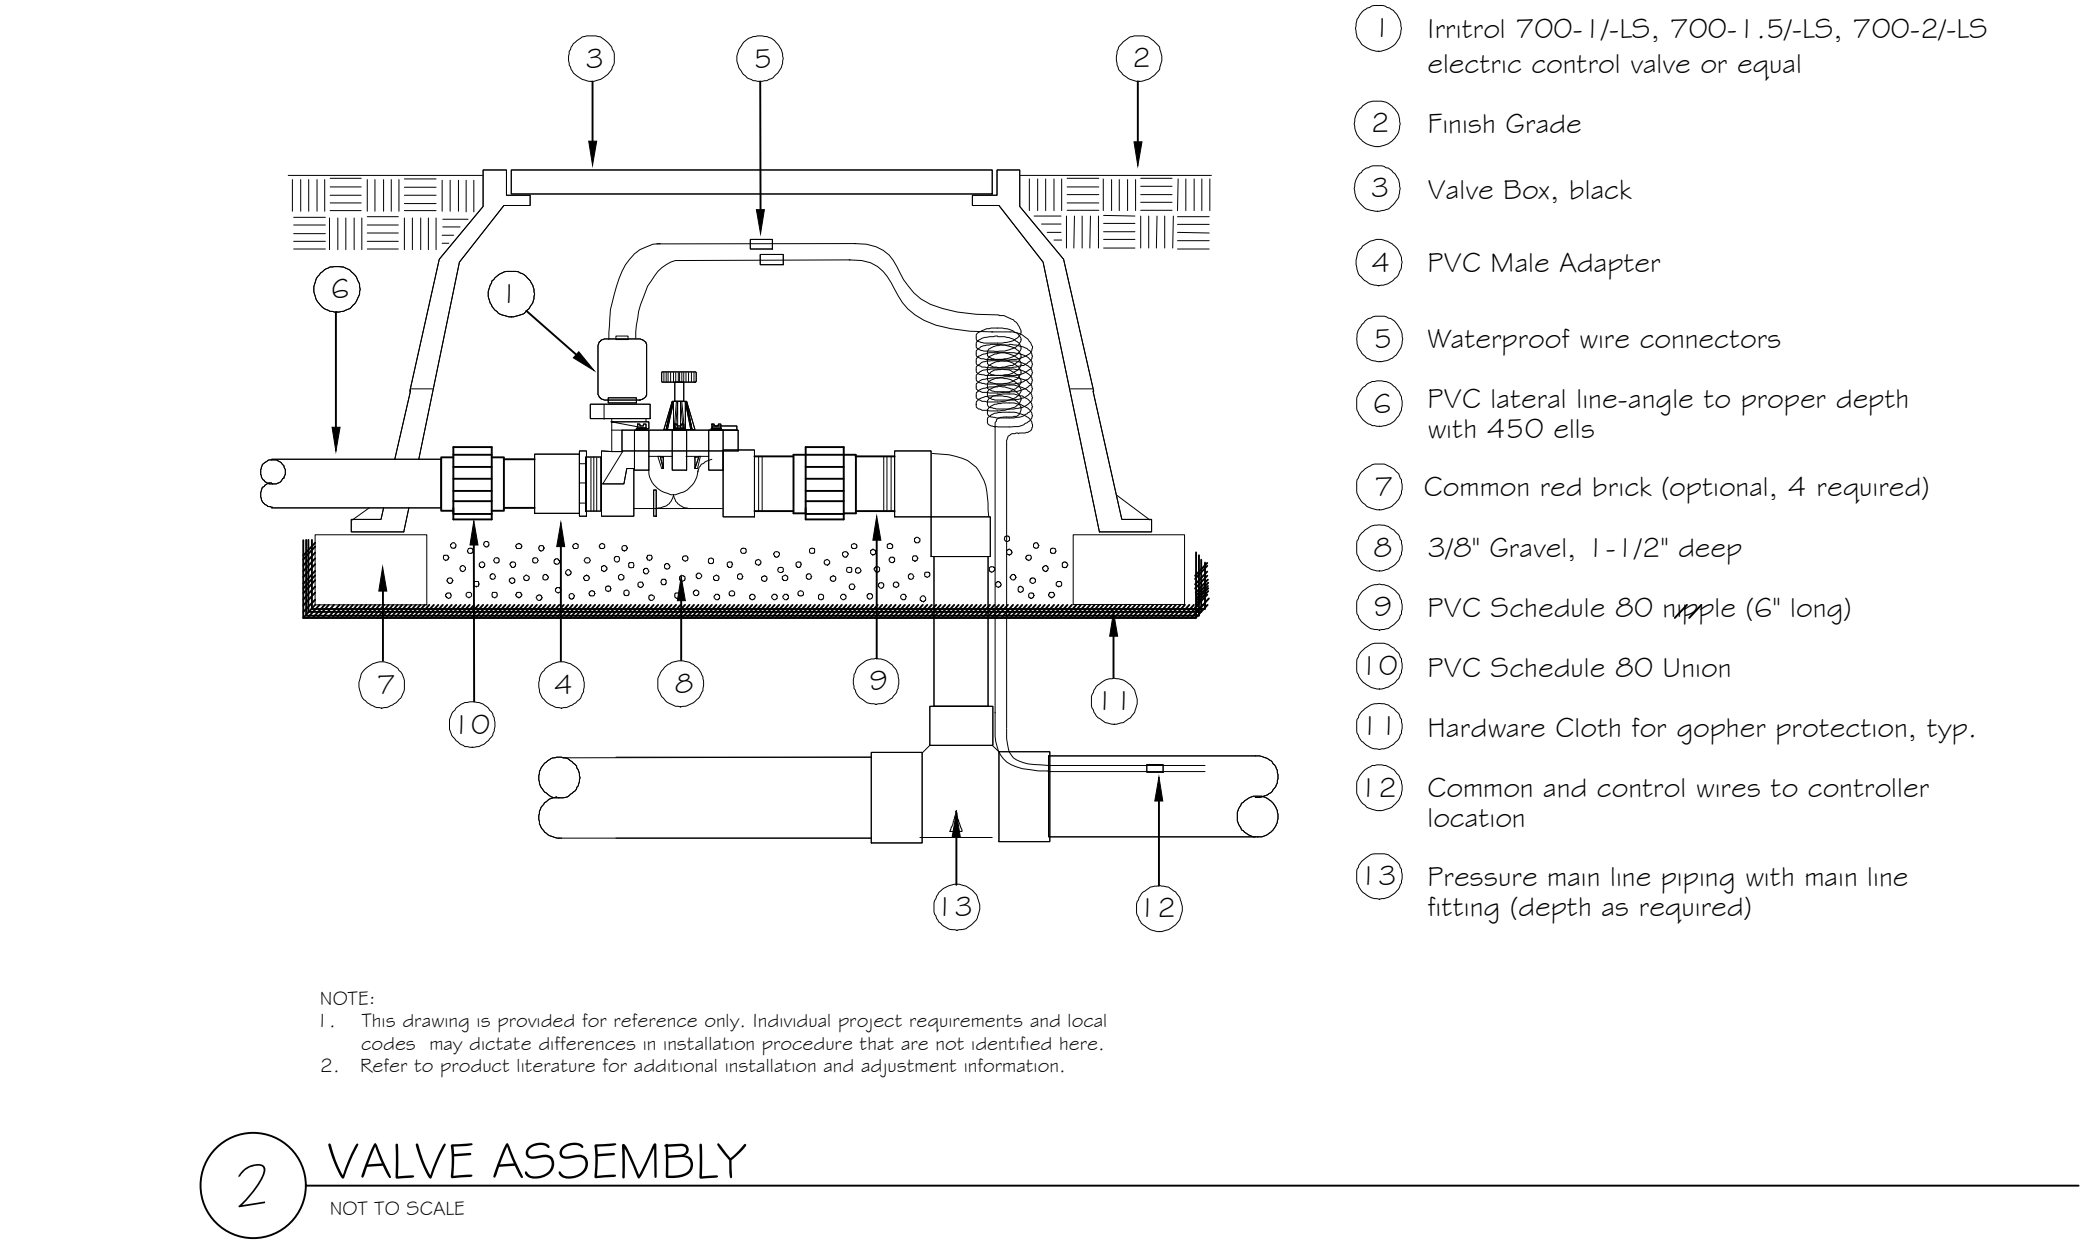 3
5
2
6
1
7
10
4
8
9
11
13
12
1 Irritrol 700-1/-LS, 700-1.5/-LS, 700-2/-LS
electric control valve or equal
2 Finish Grade
3 Valve Box, black
4 PVC Male Adapter
5 Waterproof wire connectors
6 PVC lateral line-angle to proper depth
with 450 ells
7 Common red brick (optional, 4 required)
8 3/8" Gravel, 1-1/2" deep
9 PVC Schedule 80 nipple (6" long)
10 PVC Schedule 80 Union
11 Hardware Cloth for gopher protection, typ.
12 Common and control wires to controller
location
13 Pressure main line piping with main line
fitting (depth as required)
NOTE:
1. This drawing is provided for reference only. Individual project requirements and local
codes may dictate differences in installation procedure that are not identified here.
2. Refer to product literature for additional installation and adjustment information.
2 VALVE ASSEMBLY
NOT TO SCALE